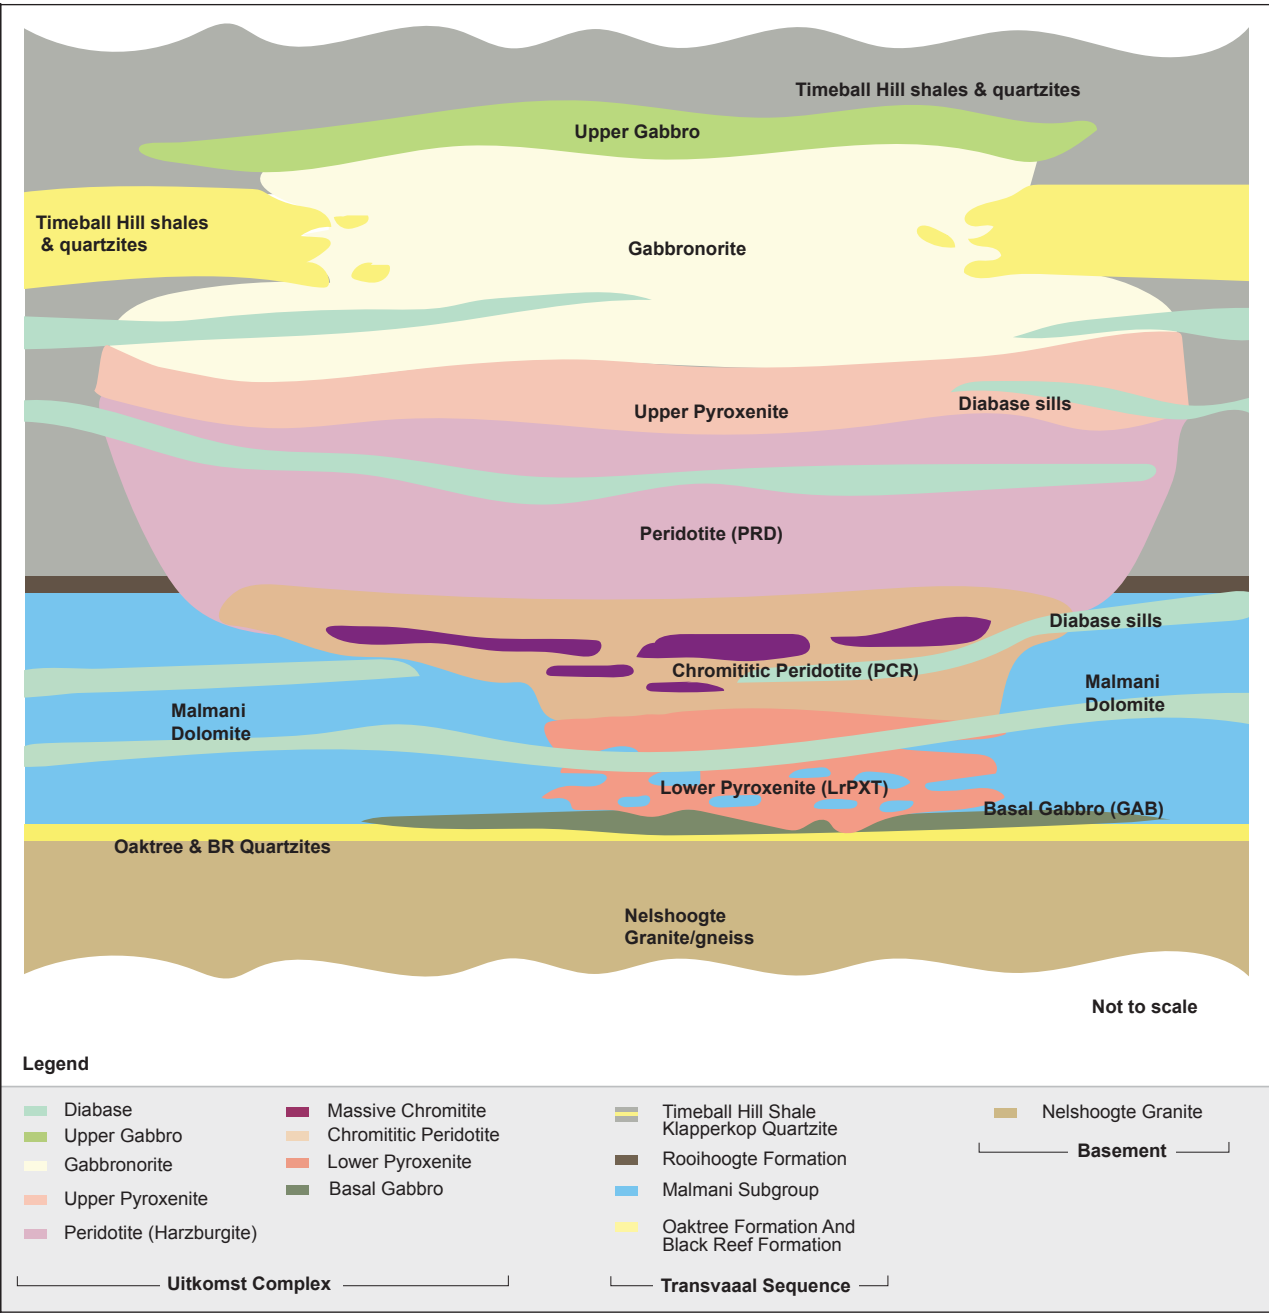 Timeball Hill shales & quartzites
Upper Gabbro
Timeball Hill shales
& quartzites
Gabbronorite
Upper Pyroxenite
Diabase sills
Peridotite (PRD)
Diabase sills
Chromititic Peridotite (PCR)
Malmani
Dolomite
Malmani
Dolomite
Lower Pyroxenite (LrPXT)
Basal Gabbro (GAB)
Oaktree & BR Quartzites
Nelshoogte
Granite/gneiss
Not to scale
Legend
Diabase
Upper Gabbro
Gabbronorite
Upper Pyroxenite
Peridotite (Harzburgite)
Massive Chromitite
Chromititic Peridotite
Lower Pyroxenite
Basal Gabbro
Uitkomst Complex
Timeball Hill Shale
Klapperkop Quartzite
Rooihoogte Formation
Malmani Subgroup
Oaktree Formation And
Black Reef Formation
Transvaaal Sequence
Nelshoogte Granite
Basement